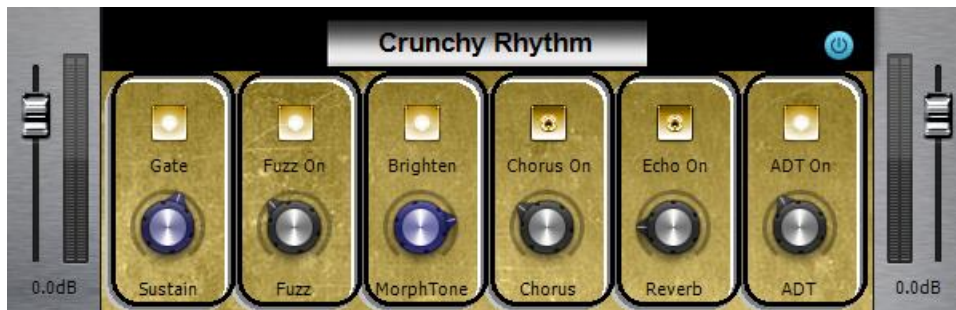 Crunchy Rhythm
Gate
Fuzz On
Brighten
Chorus On
Echo On
ADT On
0.0dB
Sustain
Fuzz
MorphTone
Chorus
Reverb
ADT
0.0dB